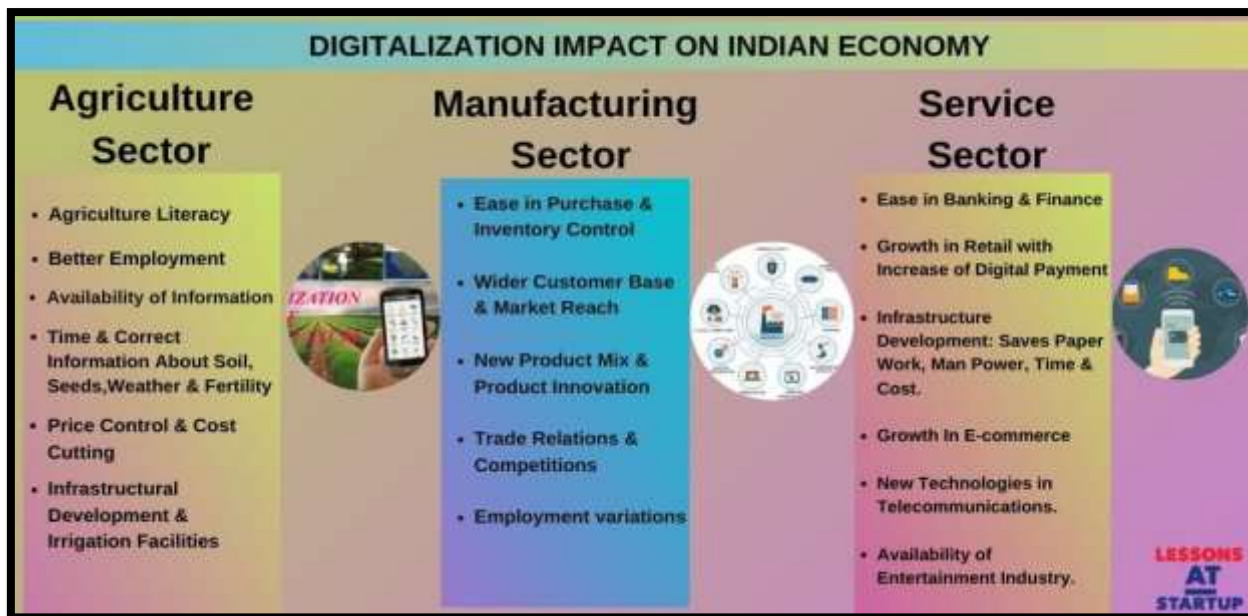 DIGITALIZATION IMPACT ON INDIAN ECONOMY
Agriculture
Sector
• Agriculture Literacy
• Better Employment
• Availability of Information
• Time & Correct
Information About Soil,
Seeds,Weather & Fertility
• Price Control & Cost
Cutting
• Infrastructural
Development &
Irrigation Facilities
IZATION
Manufacturing
Sector
• Ease in Purchase &
Inventory Control
• Wider Customer Base
& Market Reach
• New Product Mix &
Product Innovation
• Trade Relations &
Competitions
• Employment variations
Service
Sector
• Ease in Banking & Finance
• Growth in Retail with
Increase of Digital Payment
• Infrastructure
Development: Saves Paper
Work, Man Power, Time &
Cost.
• Growth In E-commerce
• New Technologies in
Telecommunications.
• Availability of
Entertainment Industry.
LESSONS
AT
STARTUP